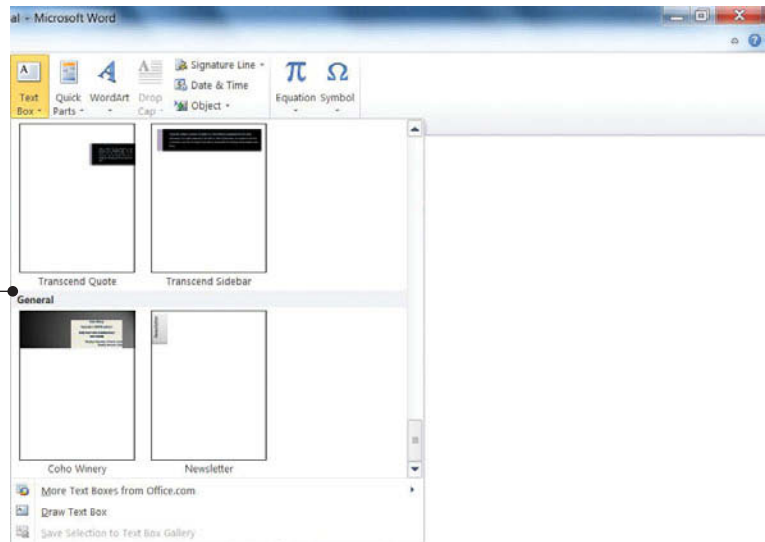 al - Microsoft Word
A
Text Box
Quick Parts
A
WordArt
A
Drop Cap
Signature Line
Date & Time
Object
π
Equation
Ω
Symbol
Transcend Quote
Transcend Sidebar
General
Newsletter
Coho Winery
Newsletter
More Text Boxes from Office.com
Draw Text Box
Save Selection to Text Box Gallery